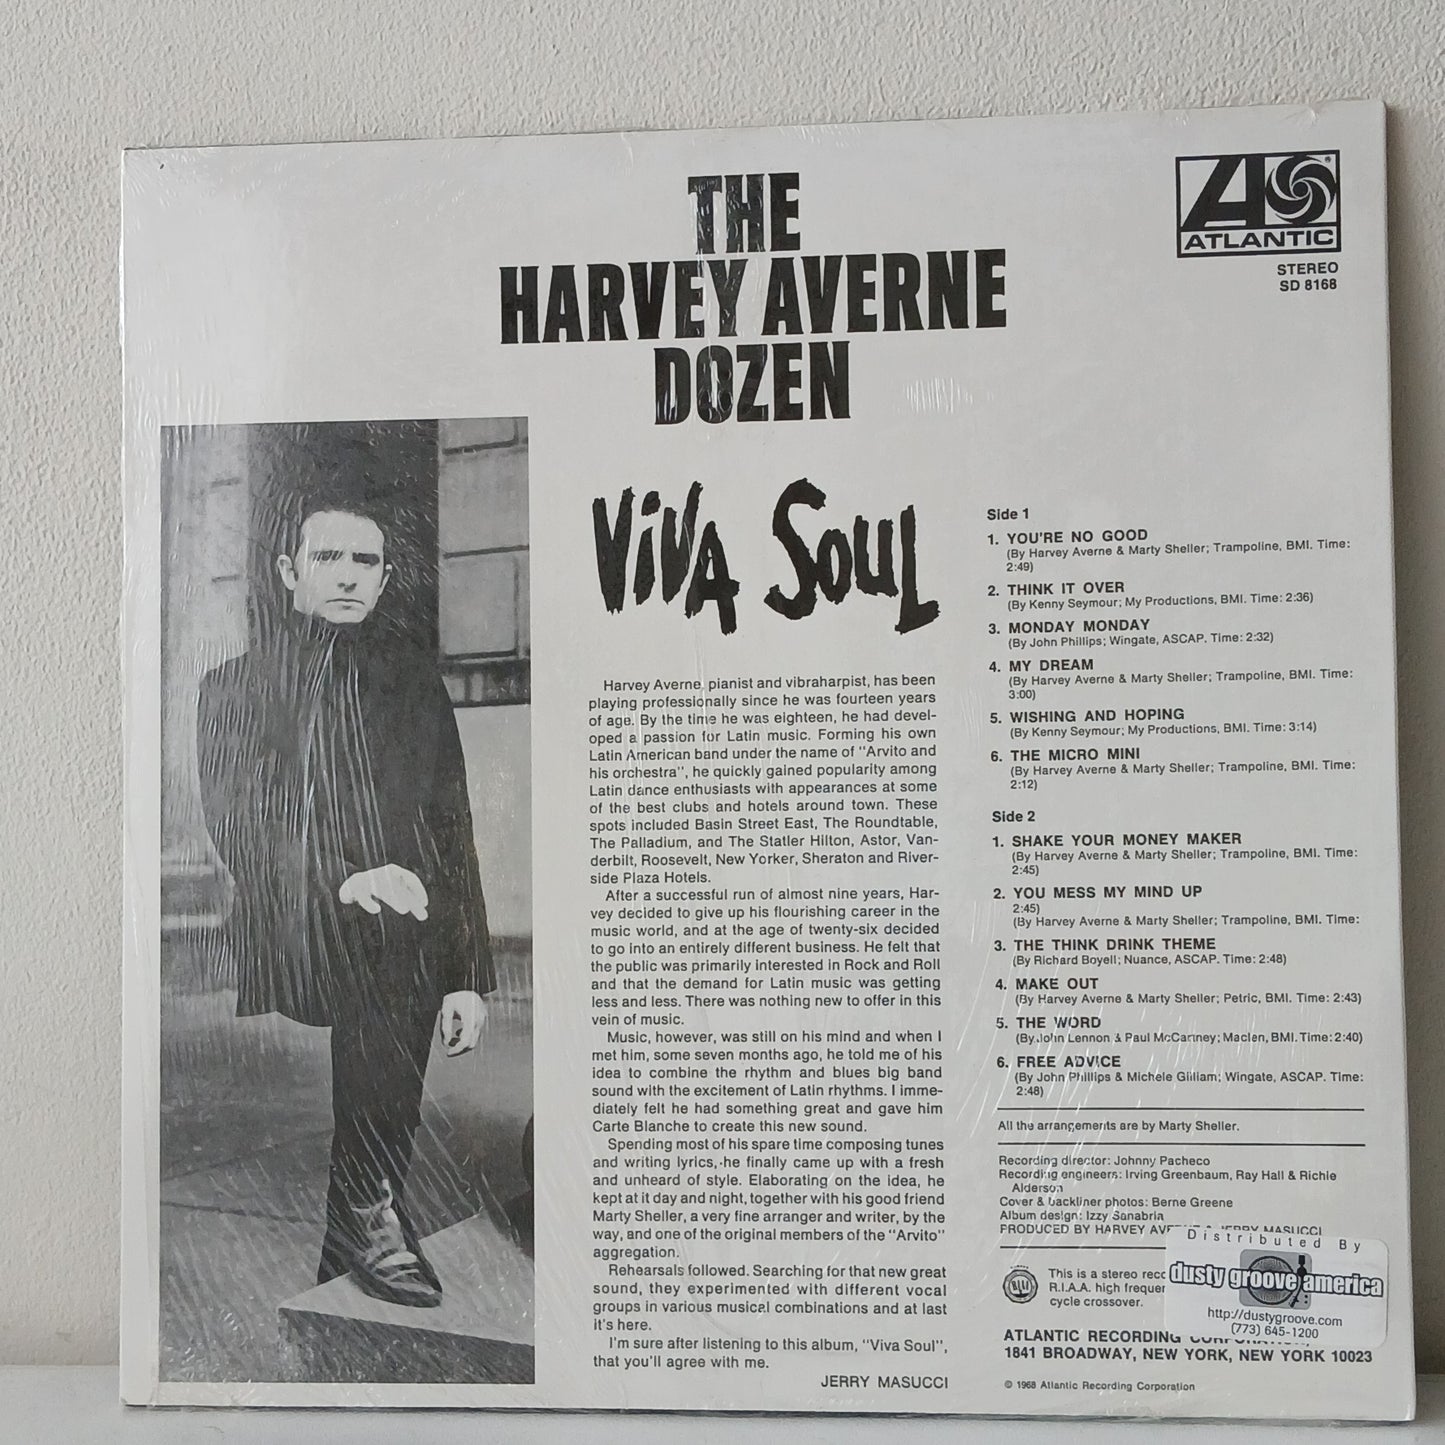 THE
HARVEY AVERNE
DOZEN
ATLANTIC
STEREO
SD 8168
ViVA SOUL
Harvey Averne, pianist and vibraharpist, has been
playing professionally since he was fourteen years
of age. By the time he was eighteen, he had devel-
oped a passion for Latin music. Forming his own
Latin American band under the name of "Arvito and
his orchestra", he quickly gained popularity among
Latin dance enthusiasts with appearances at some
of the best clubs and hotels around town. These
spots included Basin Street East, The Roundtable,
The Palladium, and The Statler Hilton, Astor, Van-
derbilt, Roosevelt, New Yorker, Sheraton and River-
side Plaza Hotels.
After a successful run of almost nine years, Har-
vey decided to give up his flourishing career in the
music world, and at the age of twenty-six decided
to go into an entirely different business. He felt that
the public was primarily interested in Rock and Roll
and that the demand for Latin music was getting
less and less. There was nothing new to offer in this
vein of music.
Music, however, was still on his mind and when I
met him, some seven months ago, he told me of his
idea to combine the rhythm and blues big band
sound with the excitement of Latin rhythms. I imme-
diately felt he had something great and gave him
Carte Blanche to create this new sound.
Spending most of his spare time composing tunes
and writing lyrics, he finally came up with a fresh
and unheard of style. Elaborating on the idea, he
kept at it day and night, together with his good friend
Marty Sheller, a very fine arranger and writer, by the
way, and one of the original members of the "Arvito"
aggregation.
Rehearsals followed. Searching for that new great
sound, they experimented with different vocal
groups in various musical combinations and at last
it's here.
I'm sure after listening to this album, "Viva Soul",
that you'll agree with me.
JERRY MASUCCI
Side 1
1. YOU'RE NO GOOD
(By Harvey Averne & Marty Sheller; Trampoline, BMI. Time:
2:49)
2. THINK IT OVER
(By Kenny Seymour; My Productions, BMI. Time: 2:36)
3. MONDAY MONDAY
(By John Phillips; Wingate, ASCAP. Time: 2:32)
4. MY DREAM
(By Harvey Averne & Marty Sheller; Trampoline, BMI. Time:
3:00)
5. WISHING AND HOPING
(By Kenny Seymour; My Productions, BMI. Time: 3:14)
6. THE MICRO MINI
(By Harvey Averne & Marty Sheller; Trampoline, BMI. Time:
2:12)
Side 2
1. SHAKE YOUR MONEY MAKER
(By Harvey Averne & Marty Sheller; Trampoline, BMI. Time:
2:45)
2. YOU MESS MY MIND UP
2:45)
(By Harvey Averne & Marty Sheller; Trampoline, BMI. Time:
3. THE THINK DRINK THEME
(By Richard Boyell; Nuance, ASCAP. Time: 2:48)
4. MAKE OUT
(By Harvey Averne & Marty Sheller; Petric, BMI. Time: 2:43)
5. THE WORD
(By John Lennon & Paul McCartney; Maclen, BMI. Time: 2:40)
6. FREE ADVICE
(By John Phillips & Michele Gilliam; Wingate, ASCAP. Time:
2:48)
All the arrangements are by Marty Sheller.
Recording director: Johnny Pacheco
Recording engineers: Irving Greenbaum, Ray Hall & Richie
Alderson
Cover & backliner photos: Berne Greene
Album design: Izzy Sanabria
PRODUCED BY HARVEY AVERNE & JERRY MASUCCI
This is a stereo
R.I.A.A. high
cycle crossover.
Distributed By
dusty groove america
http://dustygroove.com
(773) 645-1200
ATLANTIC RECORDING CORPORATION,
1841 BROADWAY, NEW YORK, NEW YORK 10023
© 1968 Atlantic Recording Corporation